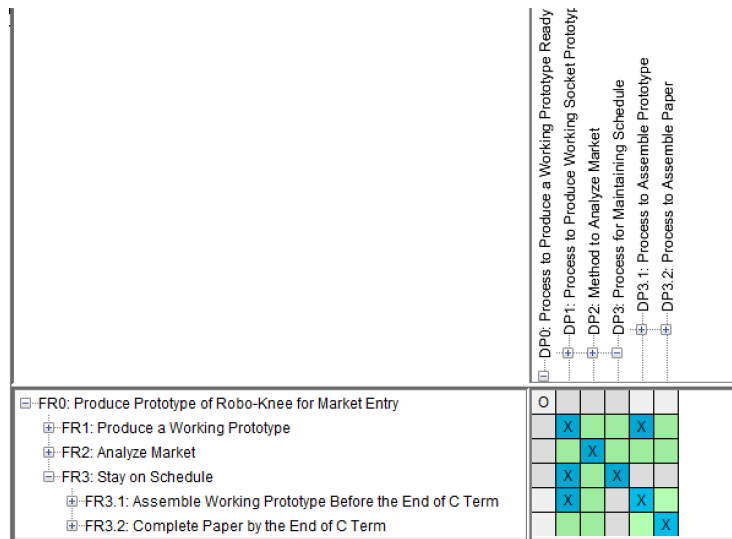 DP0: Process to Produce a Working Prototype Ready
DP1: Process to Produce Working Socket
DP2: Method to Analyze Market
DP3: Process for Maintaining Schedule
DP3.1: Process to Assemble Prototype
DP3.2: Process to Assemble Paper
FR0: Produce Prototype of Robo-Knee for Market Entry
O
FR1: Produce a Working Prototype
X X
FR2: Analyze Market
X
FR3: Stay on Schedule
X X
FR3.1: Assemble Working Prototype Before the End of C Term
X X
FR3.2: Complete Paper by the End of C Term
X